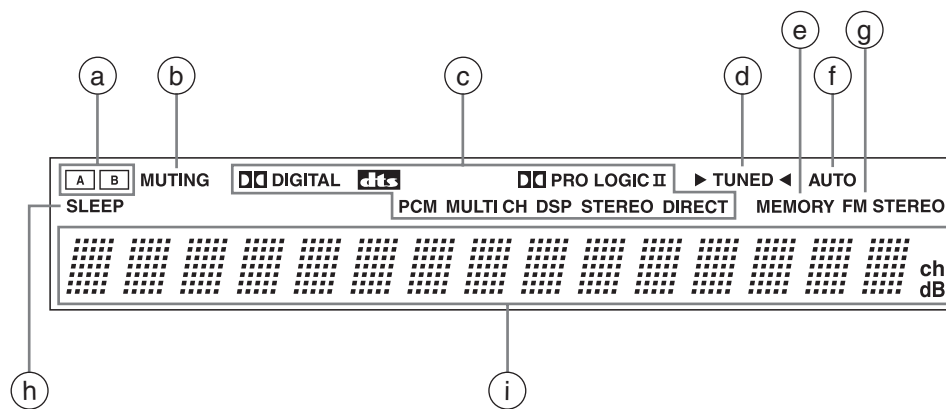 e g
a b c d f
A B MUTING DIGITAL dts PRO LOGIC II ► TUNED ◄ AUTO
SLEEP PCM MULTI CH DSP STEREO DIRECT MEMORY FM STEREO
ch
dB
h i